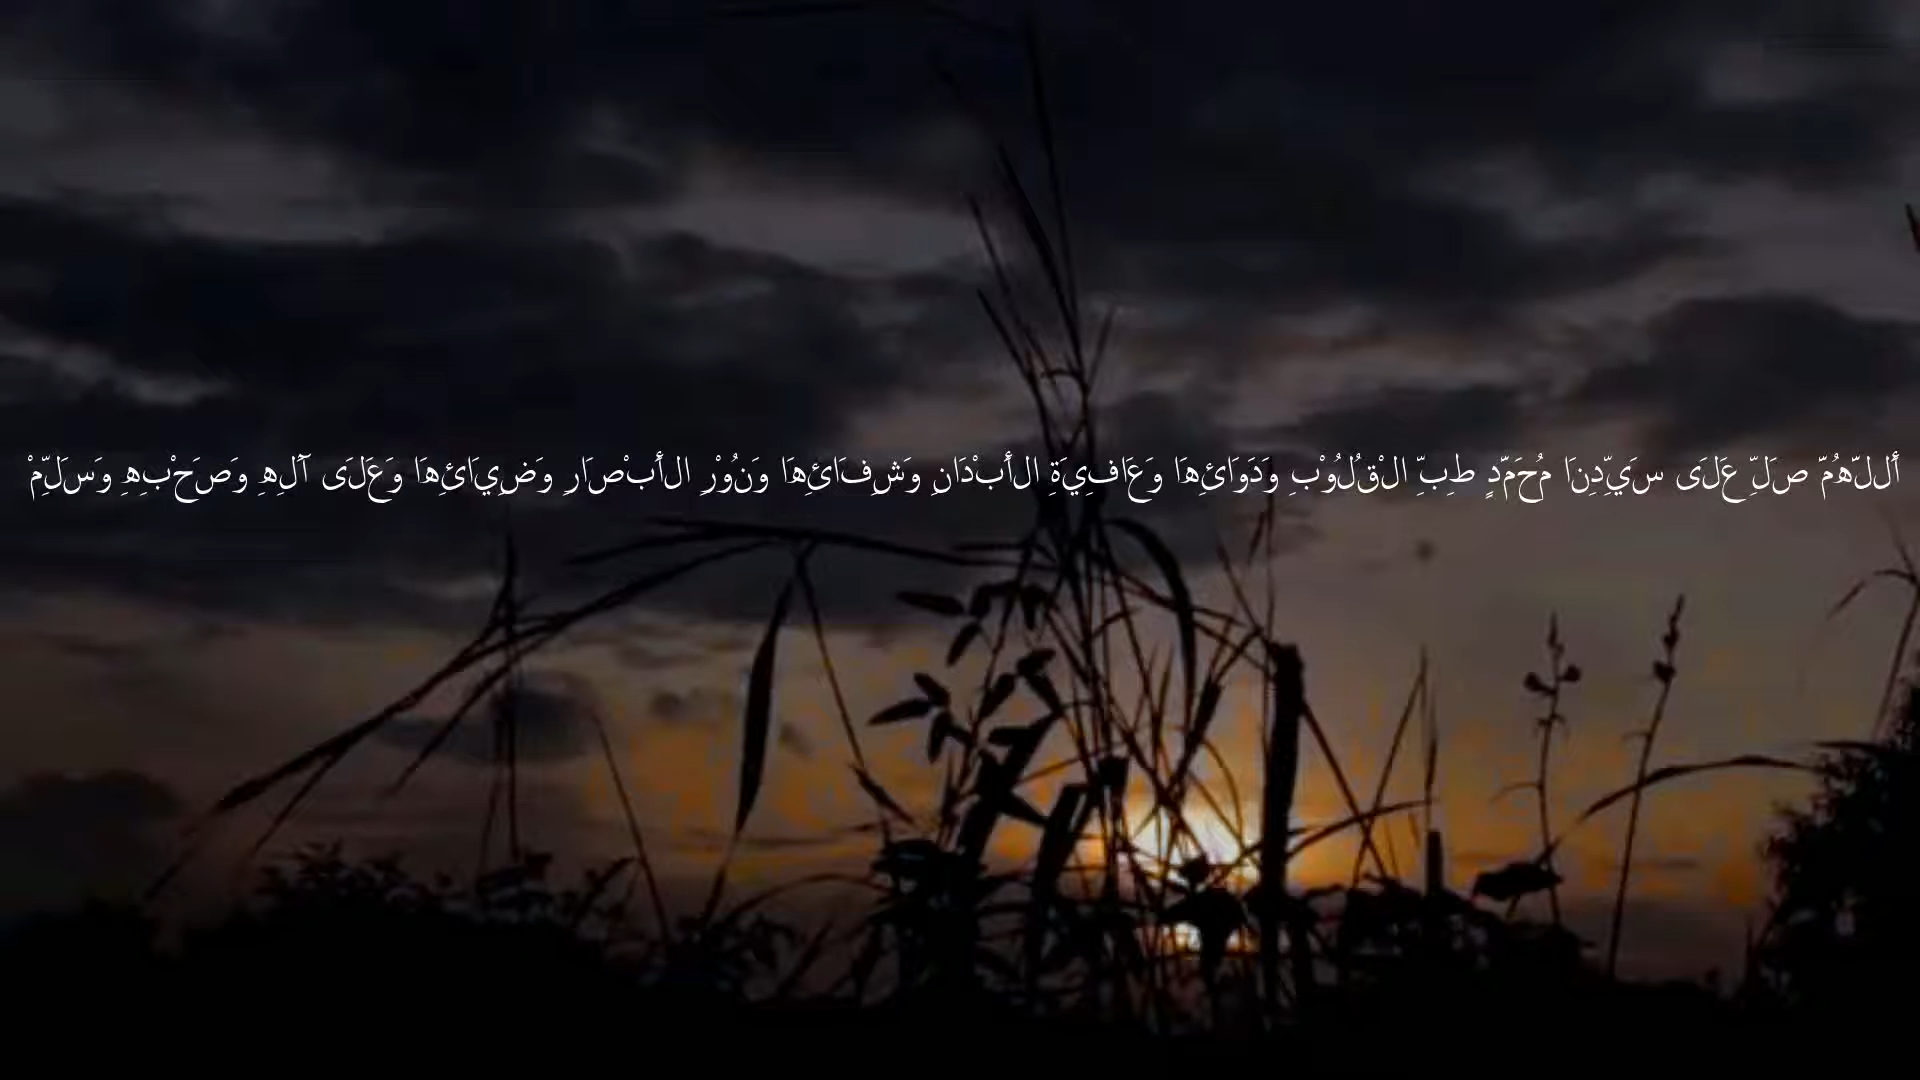 أَللّٰهُمَّ صَلِّ عَلَى سَيِّدِنَا مُحَمَّدٍ طِبِّ الْقُلُوْبِ وَدَوَائِهَا وَعَافِيَةِ الأَبْدَانِ وَشِفَائِهَا وَنُوْرِ الأَبْصَارِ وَضِيَائِهَا وَعَلَى آلِهِ وَصَحْبِهِ وَسَلِّمْ